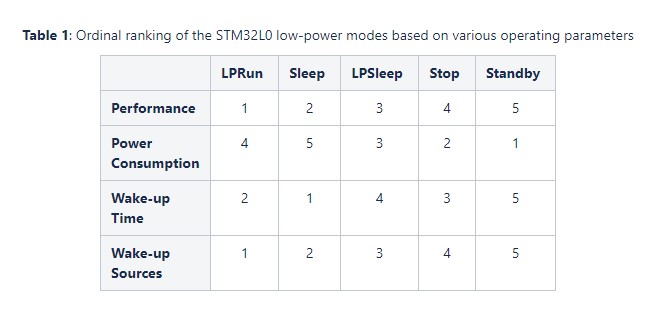 Table 1: Ordinal ranking of the STM32L0 low-power modes based on various operating parameters
LPRun Sleep LPSleep Stop Standby
Performance 1 2 3 4 5
Power
Consumption 4 5 3 2 1
Wake-up
Time 2 1 4 3 5
Wake-up
Sources 1 2 3 4 5